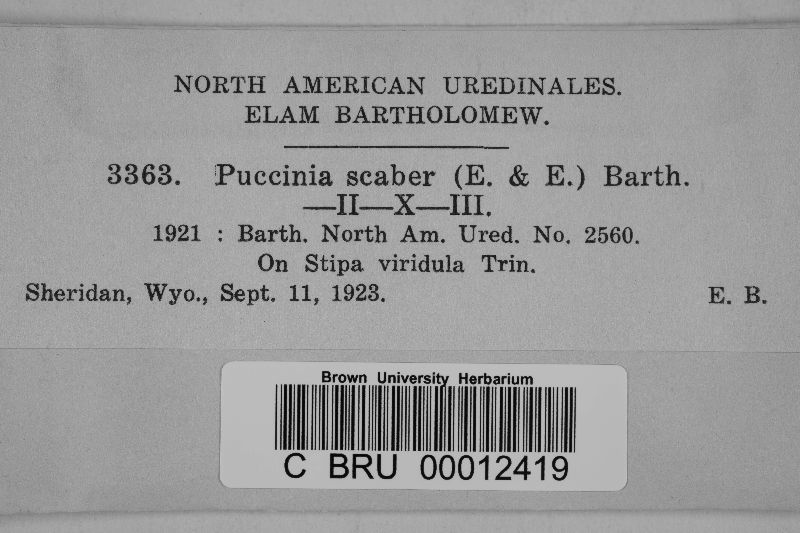 NORTH AMERICAN UREDINALES.
ELAM BARTHOLOMEW.
3363. Puccinia scaber (E. & E.) Barth.
—II—X—III.
1921 : Barth. North Am. Ured. No. 2560.
On Stipa viridula Trin.
Sheridan, Wyo., Sept. 11, 1923. E. B.
Brown University Herbarium
C BRU 00012419